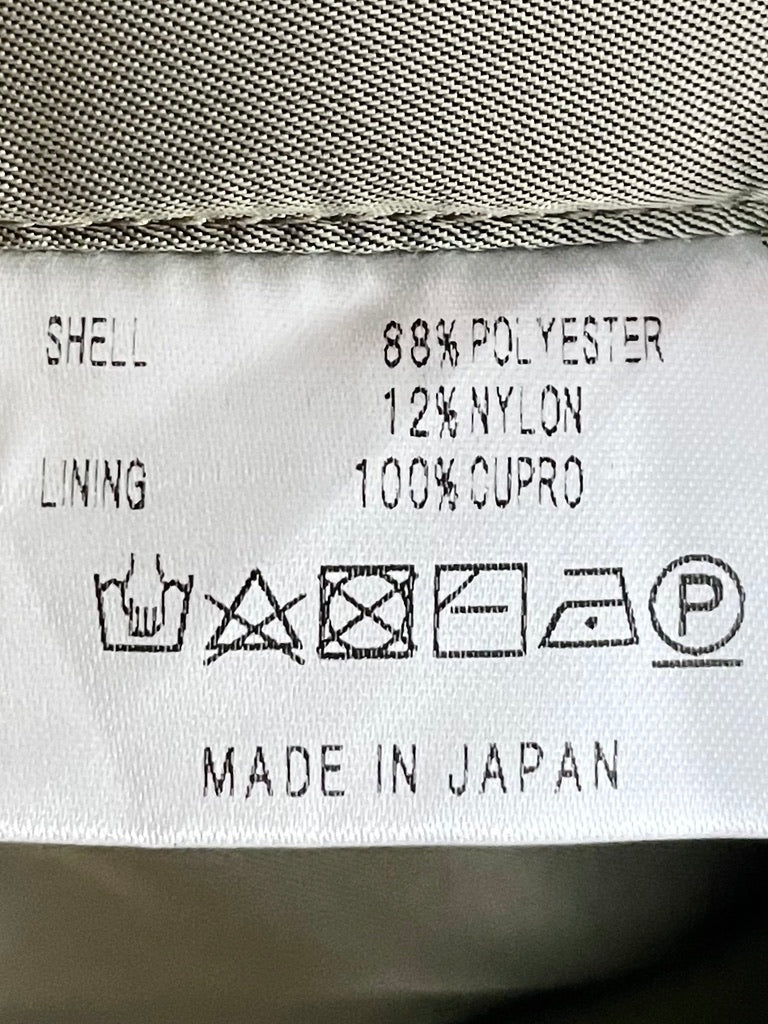 SHELL 88% POLYESTER
12% NYLON
LINING 100% CUPRO
P
MADE IN JAPAN